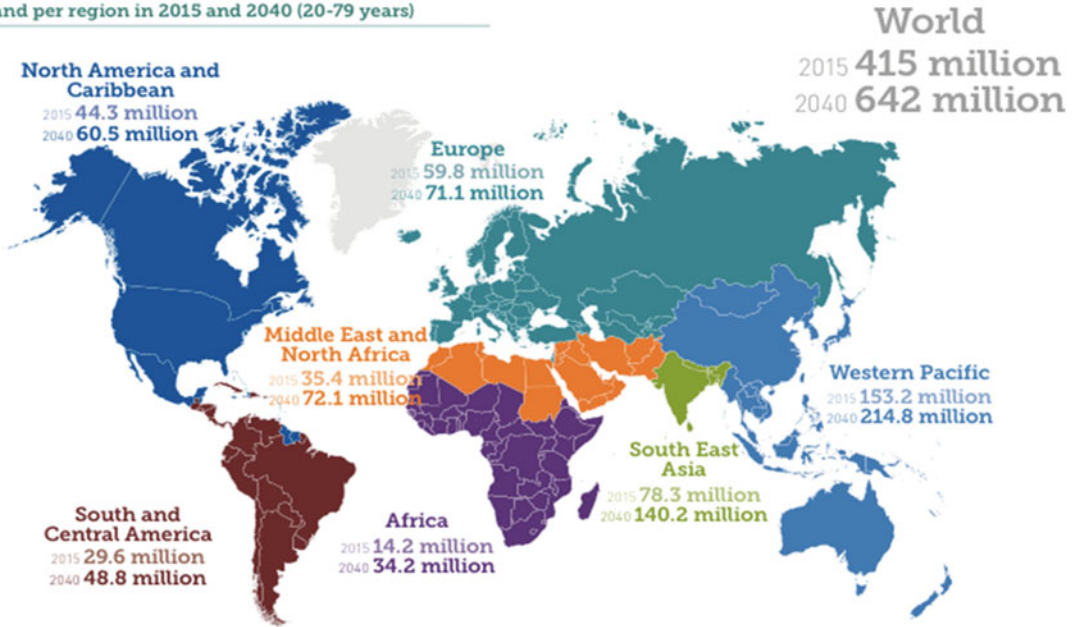 and per region in 2015 and 2040 (20-79 years)
World
2015 415 million
2040 642 million
North America and
Caribbean
2015 44.3 million
2040 60.5 million
Europe
2015 59.8 million
2040 71.1 million
Middle East and
North Africa
2015 35.4 million
2040 72.1 million
Western Pacific
2015 153.2 million
2040 214.8 million
South East
Asia
2015 78.3 million
2040 140.2 million
South and
Central America
2015 29.6 million
2040 48.8 million
Africa
2015 14.2 million
2040 34.2 million